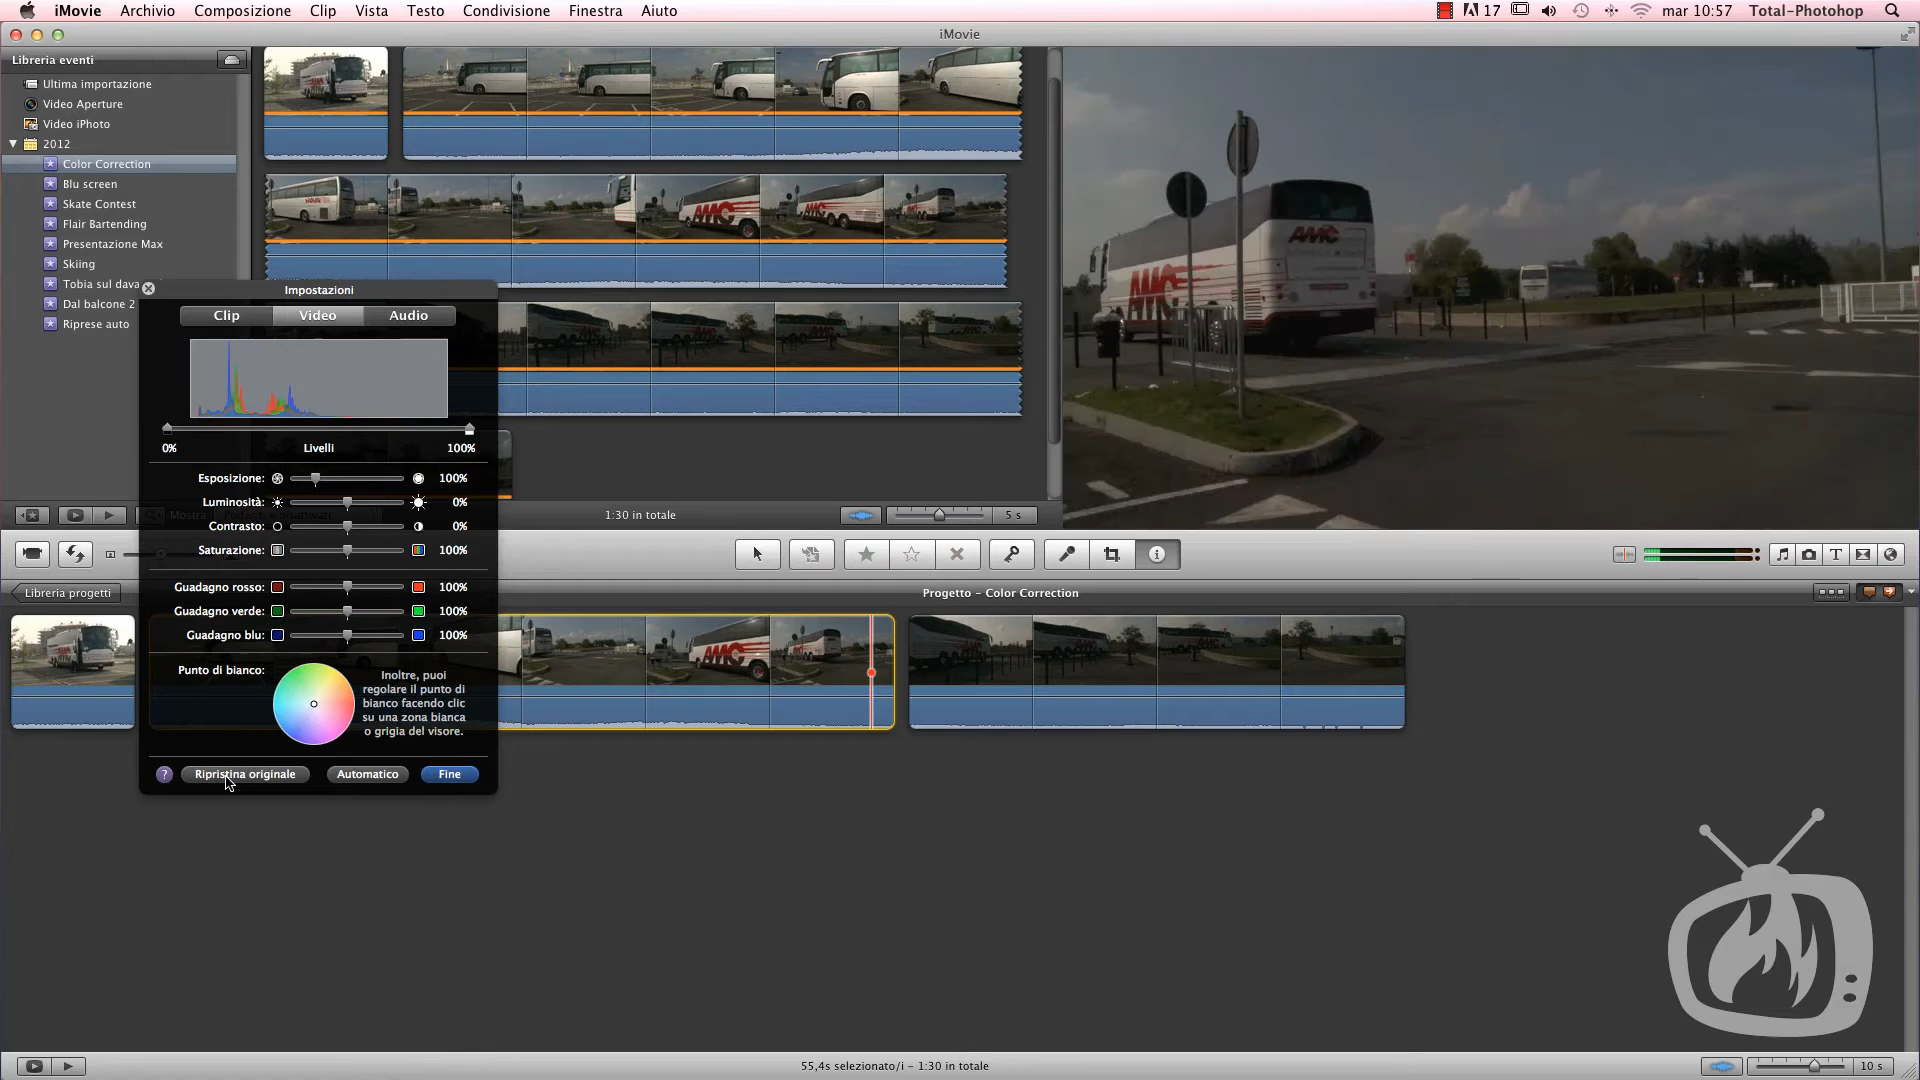 iMovie Archivio Composizione Clip Vista Testo Condivisione Finestra Aiuto
17 mar 10:57 Total-Photohop
iMovie
Libreria eventi
Ultima importazione
Video Aperture
Video iPhoto
2012
Color Correction
Blu screen
Skate Contest
Flair Bartending
Presentazione Max
Skiing
Tobia sul dava
Dal balcone 2
Riprese auto
Impostazioni
Clip Video Audio
0% Livelli 100%
Esposizione: 100%
Luminosità: 0%
Contrasto: 0%
Saturazione: 100%
Guadagno rosso: 100%
Guadagno verde: 100%
Guadagno blu: 100%
Punto di bianco:
Inoltre, puoi
regolare il punto di
bianco facendo clic
su una zona bianca
o grigia del visore.
? Ripristina originale Automatico Fine
Mostra
1:30 in totale
5 s
AMC
AMC
Libreria progetti
Progetto - Color Correction
AMC
55,4s selezionato/i - 1:30 in totale
10 s